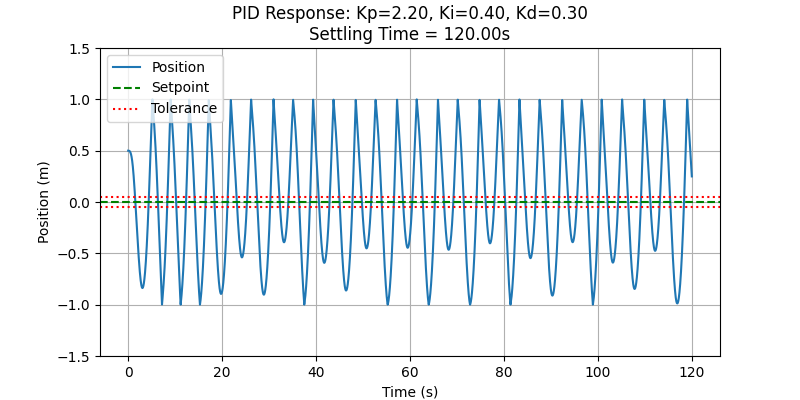 PID Response: Kp=2.20, Ki=0.40, Kd=0.30
Settling Time = 120.00s
Position
Setpoint
Tolerance
1.5
1.0
0.5
0.0
−0.5
−1.0
−1.5
Position (m)
0
20
40
60
80
100
120
Time (s)